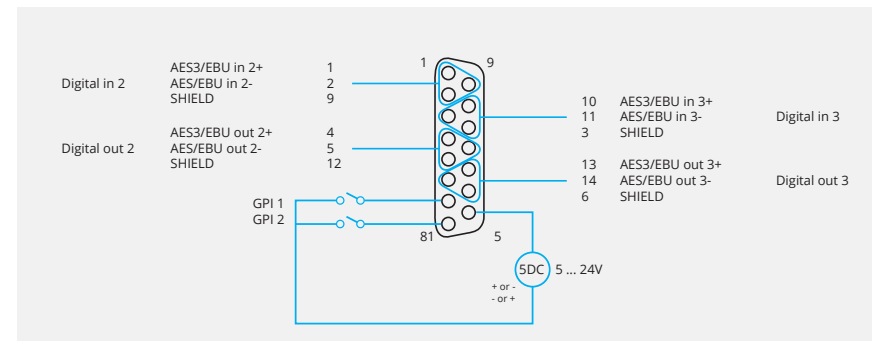 1 9
Digital in 2 AES3/EBU in 2+ 1
AES/EBU in 2- 2
SHIELD 9
10 AES3/EBU in 3+
11 AES/EBU in 3- Digital in 3
3 SHIELD
AES3/EBU out 2+ 4
Digital out 2 AES/EBU out 2- 5
SHIELD 12
13 AES3/EBU out 3+
14 AES/EBU out 3- Digital out 3
6 SHIELD
GPI 1
GPI 2
81 5
5DC 5 ... 24V
+ or -
- or +